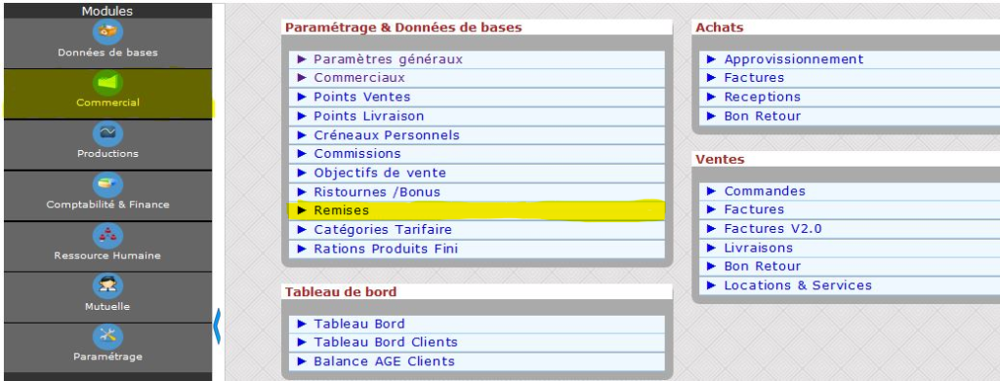 Modules
Données de bases
Commercial
Productions
Comptabilité & Finance
Ressource Humaine
Mutuelle
Paramétrage
Paramétrage & Données de bases
Paramètres généraux
Commerciaux
Points Ventes
Points Livraison
Créneaux Personnels
Commissions
Objectifs de vente
Ristournes /Bonus
Remises
Catégories Tarifaire
Rations Produits Fini
Tableau de bord
Tableau Bord
Tableau Bord Clients
Balance AGE Clients
Achats
Approvissionnement
Factures
Receptions
Bon Retour
Ventes
Commandes
Factures
Factures V2.0
Livraisons
Bon Retour
Locations & Services